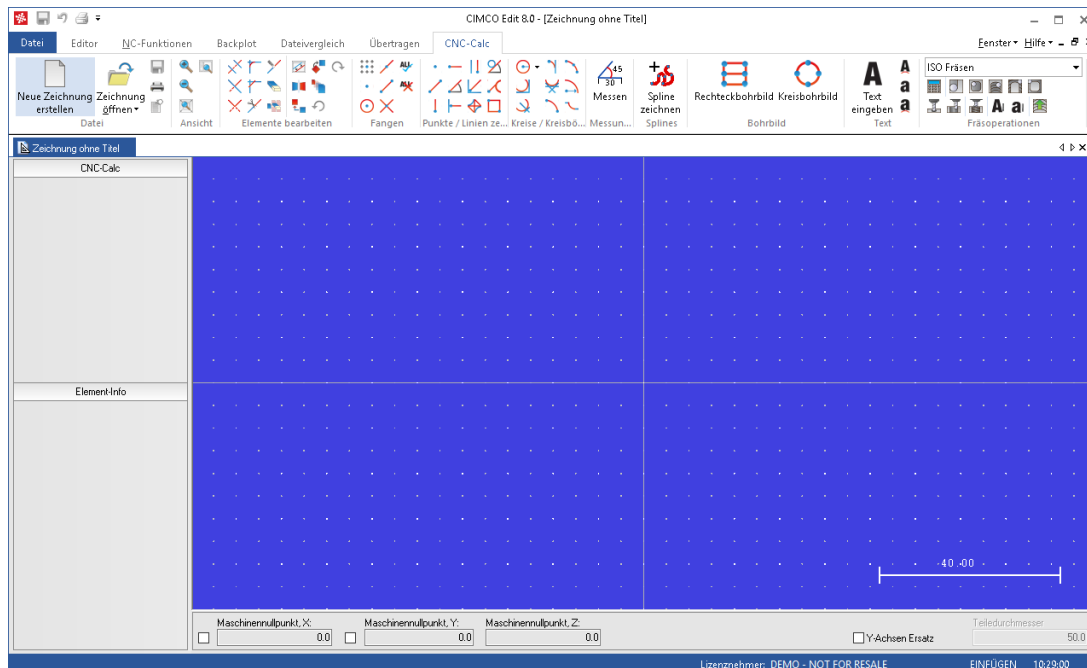 CIMCO Edit 8.0 - [Zeichnung ohne Titel]
Datei Editor NC-Funktionen Backplot Dateivergleich Übertragen CNC-Calc Fenster Hilfe
Neue Zeichnung erstellen
Zeichnung öffnen
45
30
Messen
Spline zeichnen
Rechteckbohrbild Kreisbohrbild
A
Text eingeben
A
a
a
ISO Fräsen
A a
Datei Ansicht Elemente bearbeiten Fangen Punkte / Linien ze... Kreise / Kreisbö... Messun... Splines Bohrbild Text Fräsoperationen
Zeichnung ohne Titel
CNC-Calc
Element-Info
40.00
Maschinennullpunkt, X: Maschinennullpunkt, Y: Maschinennullpunkt, Z: Teiledurchmesser
0.0 0.0 0.0 Y-Achsen Ersatz 50.0
Lizenznehmer: DEMO - NOT FOR RESALE EINFÜGEN 10:29:00